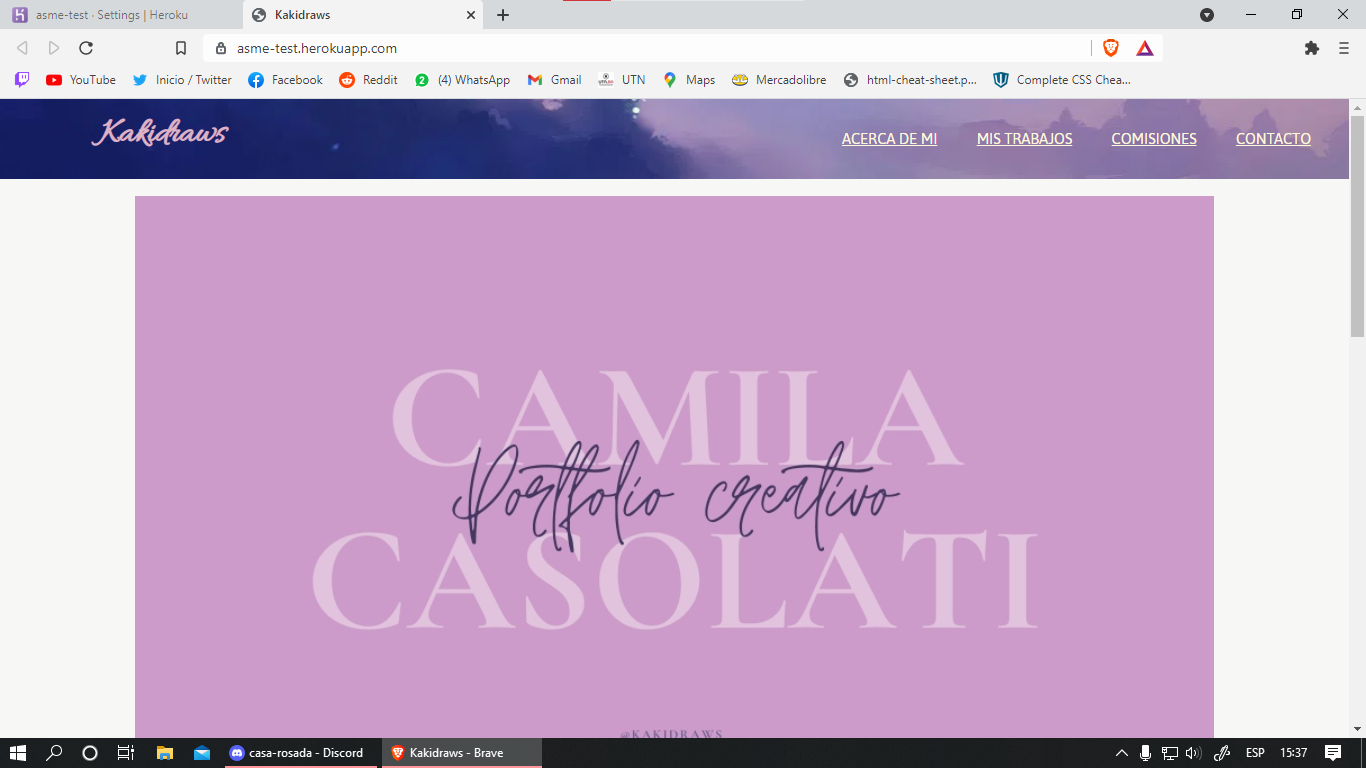 asme-test · Settings | Heroku
Kakidraws
asme-test.herokuapp.com
YouTube
Inicio / Twitter
Facebook
Reddit
(4) WhatsApp
Gmail
UTN
Maps
Mercadolibre
html-cheat-sheet.p...
Complete CSS Chea...
Kakidraws
ACERCA DE MI
MIS TRABAJOS
COMISIONES
CONTACTO
CAMILA
Portfolio creativo
CASOLATI
@KAKIDRAWS
casa-rosada - Discord
Kakidraws - Brave
ESP
15:37